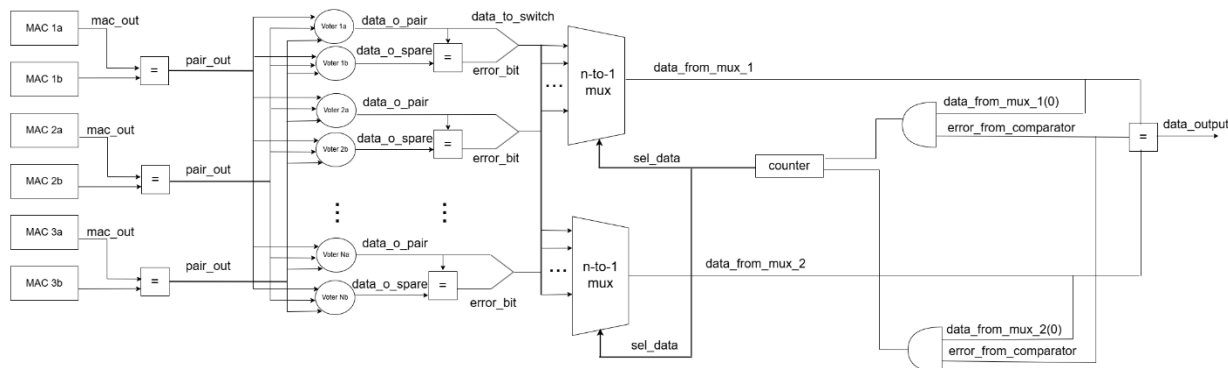 MAC 1a
mac_out
=
MAC 1b
pair_out
MAC 2a
mac_out
=
MAC 2b
pair_out
MAC 3a
mac_out
=
MAC 3b
pair_out
Voter 1a
data_o_pair
data_to_switch
Voter 1b
data_o_spare
=
error_bit
Voter 2a
data_o_pair
Voter 2b
data_o_spare
=
error_bit
Voter Na
data_o_pair
Voter Nb
data_o_spare
=
error_bit
n-to-1
mux
data_from_mux_1
sel_data
counter
data_from_mux_1(0)
error_from_comparator
=
data_output
n-to-1
mux
data_from_mux_2
sel_data
data_from_mux_2(0)
error_from_comparator